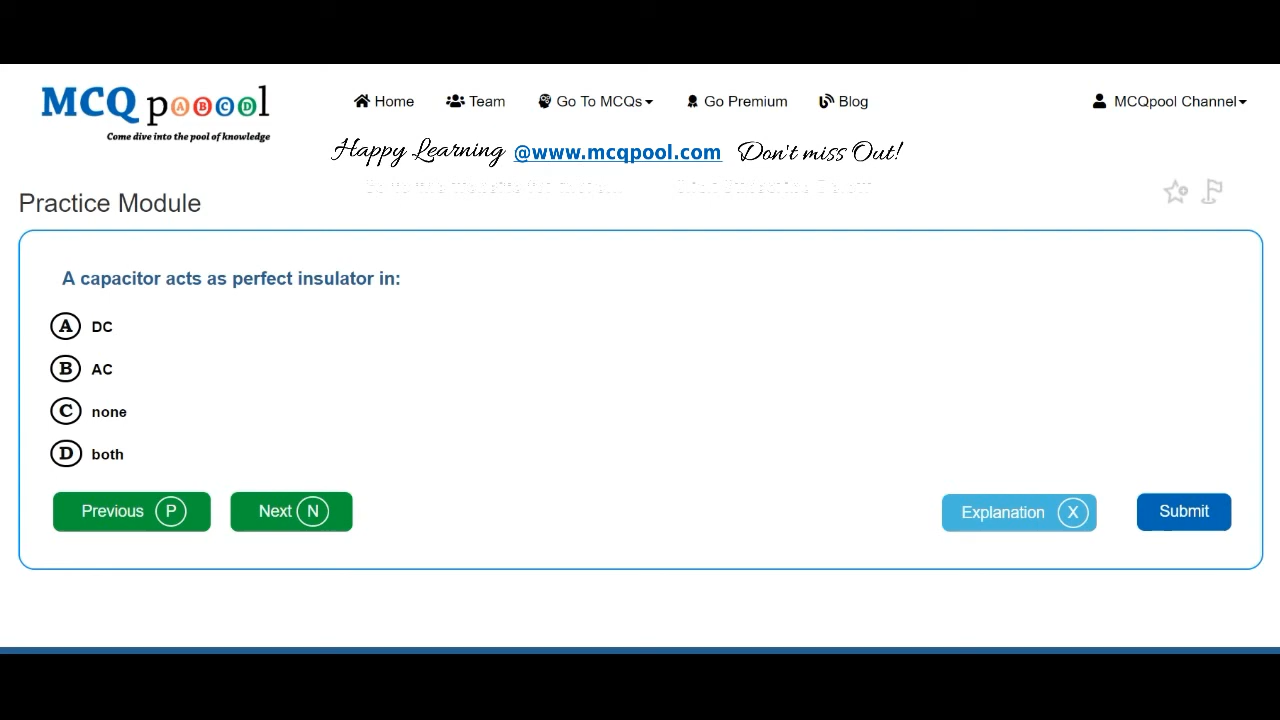 MCQ pooool
Come dive into the pool of knowledge
Home Team Go To MCQs Go Premium Blog MCQpool Channel
Happy Learning @www.mcqpool.com Don't miss Out!
Practice Module
A capacitor acts as perfect insulator in:
A DC
B AC
C none
D both
Previous P Next N Explanation X Submit